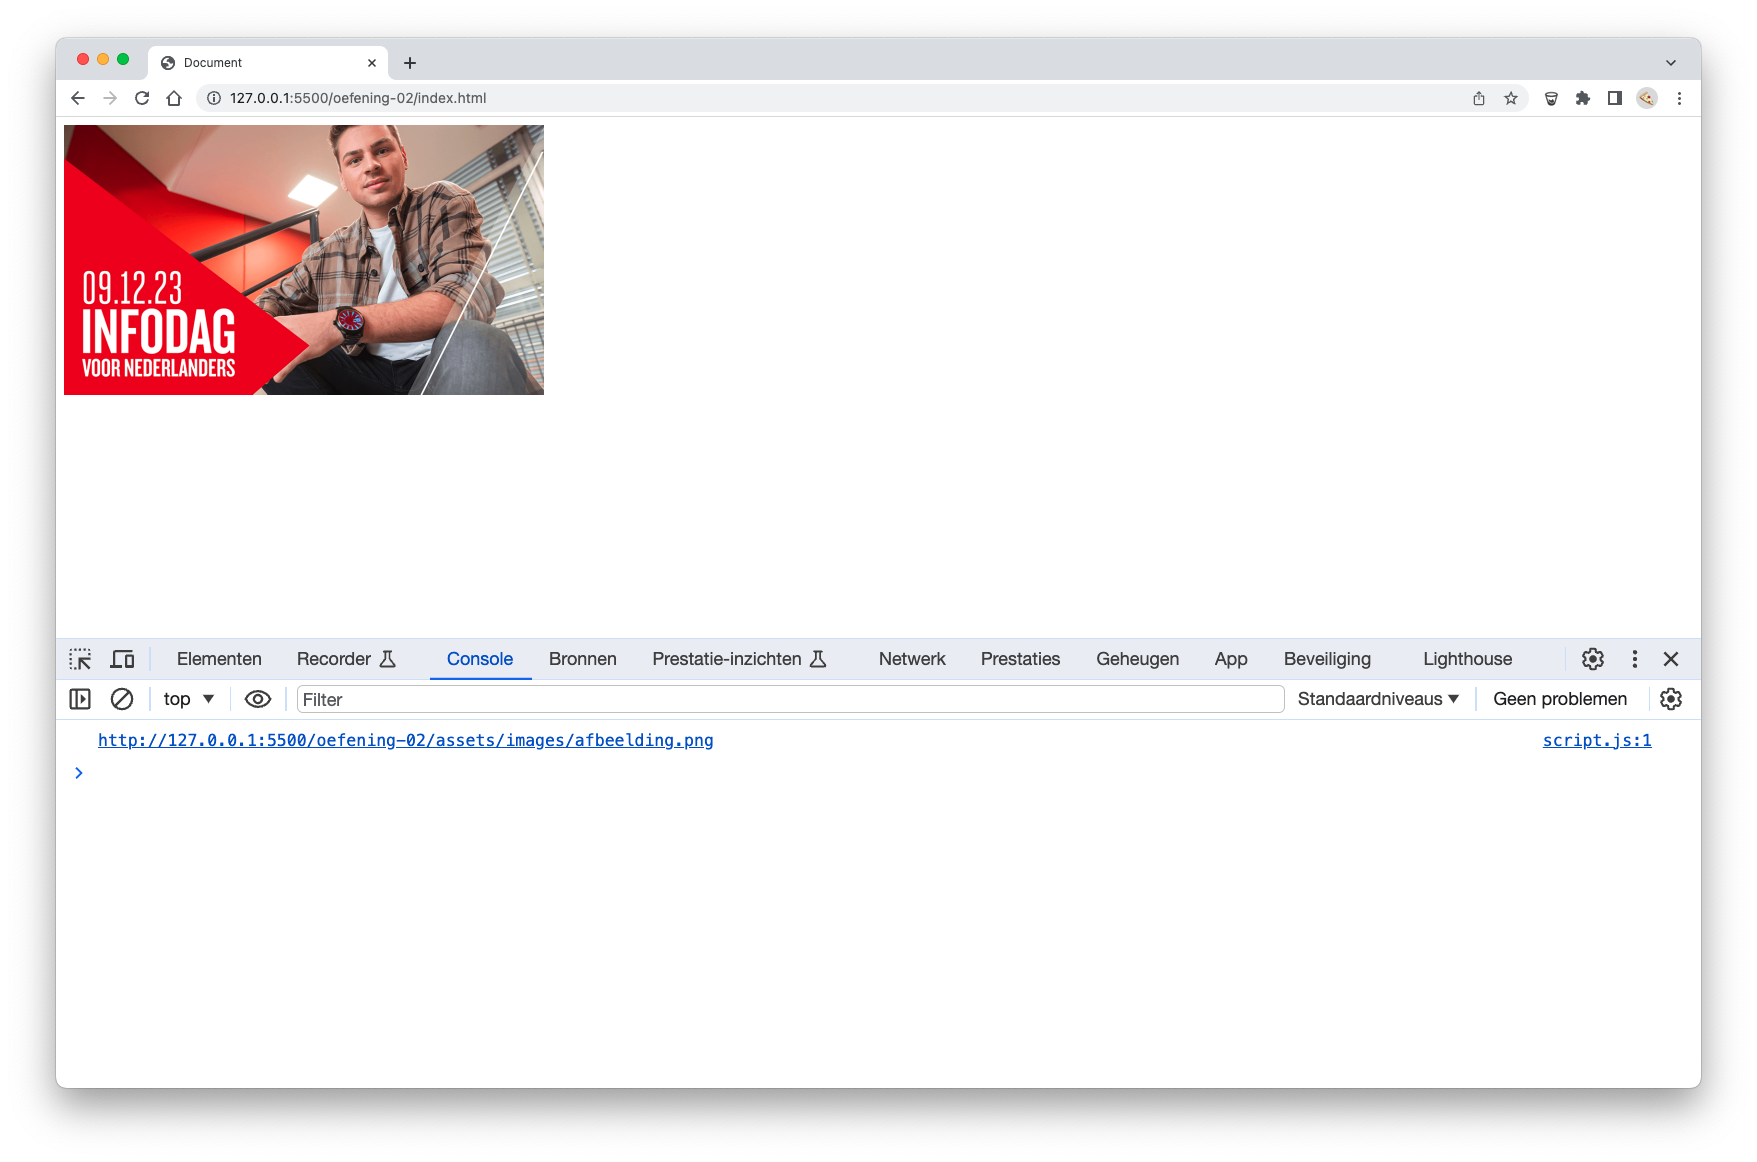 Document
127.0.0.1:5500/oefening-02/index.html
09.12.23
INFODAG
VOOR NEDERLANDERS
Elementen Recorder Console Bronnen Prestatie-inzichten Netwerk Prestaties Geheugen App Beveiliging Lighthouse
top ▼ Filter Standaardniveaus ▼ Geen problemen
http://127.0.0.1:5500/oefening-02/assets/images/afbeelding.png script.js:1